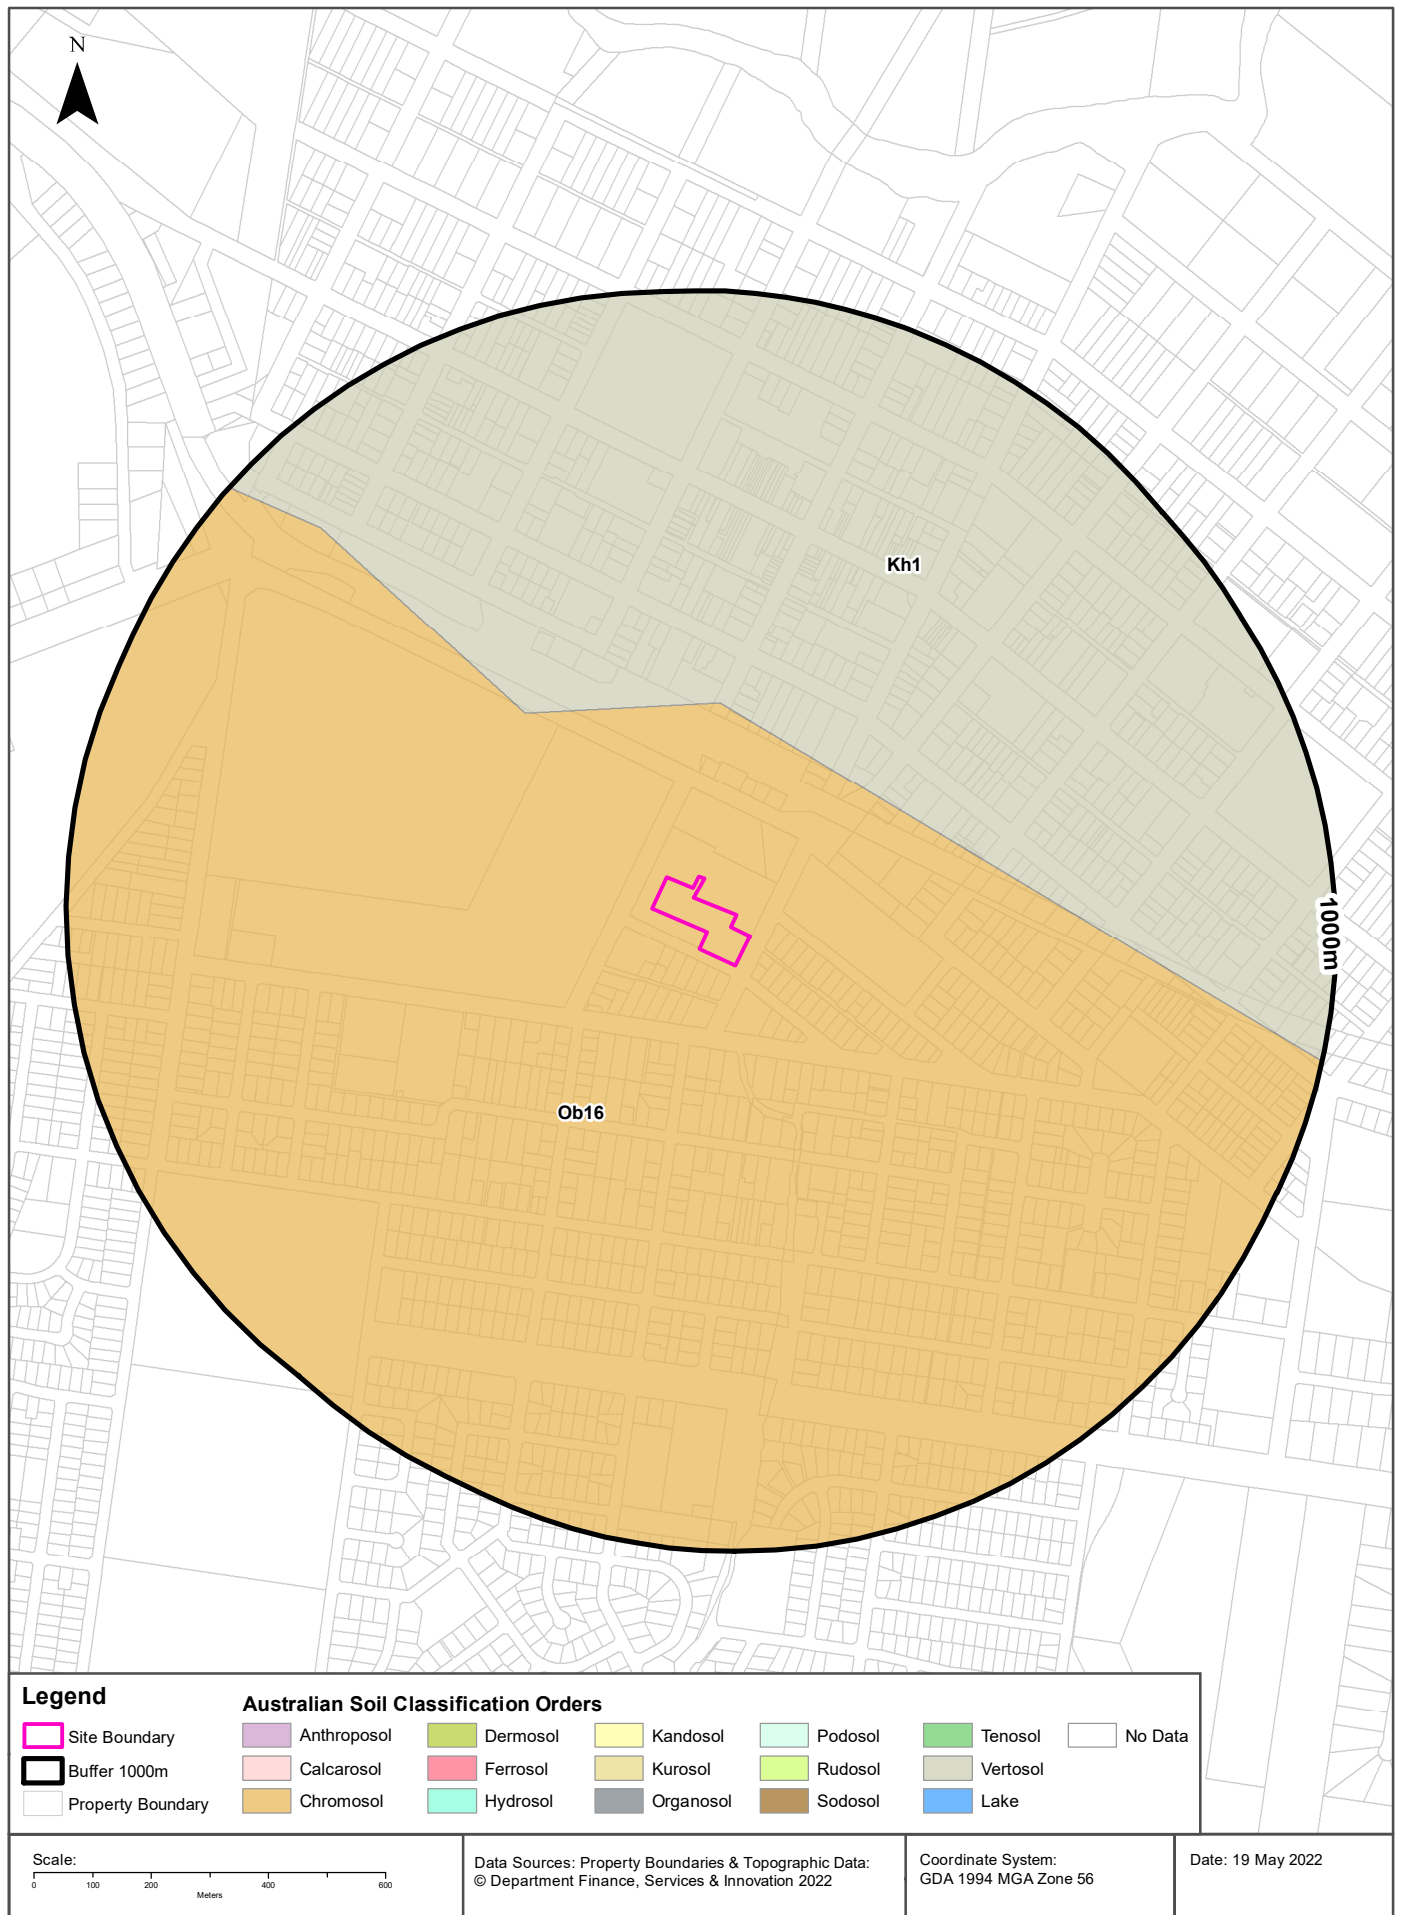 N
Kh1
1000m
Ob16
Legend
Site Boundary
Buffer 1000m
Property Boundary
Australian Soil Classification Orders
Anthroposol
Dermosol
Kandosol
Podosol
Tenosol
No Data
Calcarosol
Ferrosol
Kurosol
Rudosol
Vertosol
Chromosol
Hydrosol
Organosol
Sodosol
Lake
Scale:
0 100 200 400 600
Meters
Data Sources: Property Boundaries & Topographic Data:
© Department Finance, Services & Innovation 2022
Coordinate System:
GDA 1994 MGA Zone 56
Date: 19 May 2022